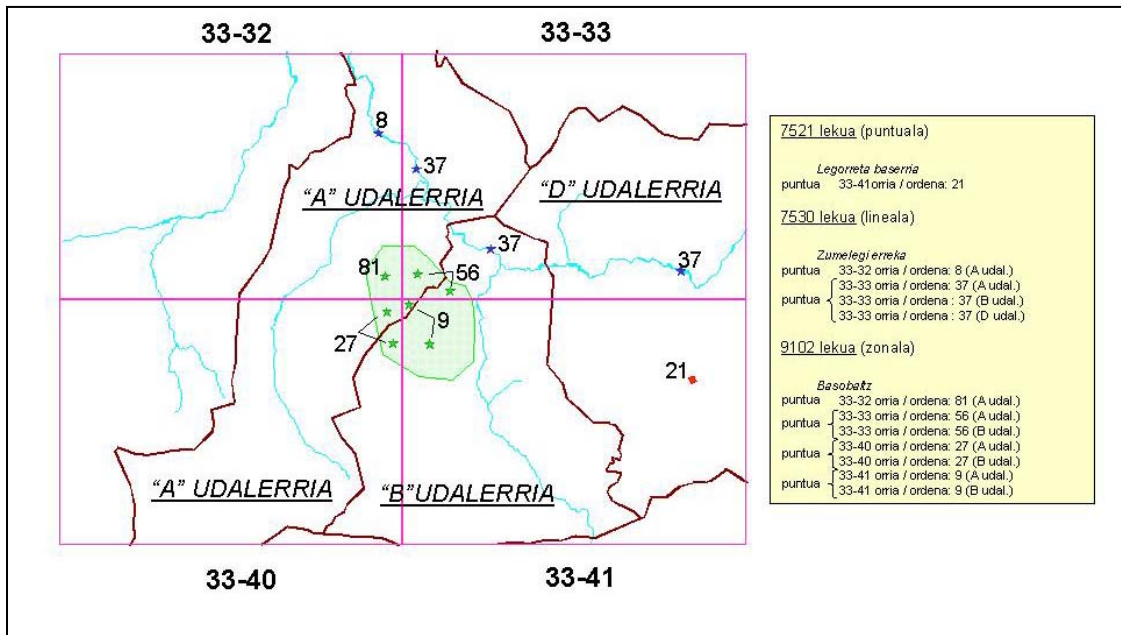 33-32
33-33
8
37
"A" UDALERRIA
"D" UDALERRIA
37
37
81
56
27
9
21
"A" UDALERRIA
"B"UDALERRIA
33-40
33-41
7521 lekua (puntuala)
Legorreta baserria
puntua 33-41orria / ordena: 21
7530 lekua (lineala)
Zumelegi erreka
puntua 33-32 orria / ordena: 8 (A udal.)
33-33 orria / ordena: 37 (A udal.)
puntua 33-33 orria / ordena : 37 (B udal.)
33-33 orria / ordena : 37 (D udal.)
9102 lekua (zonala)
Basobaltz
puntua 33-32 orria / ordena: 81 (A udal.)
puntua 33-33 orria / ordena: 56 (A udal.)
33-33 orria / ordena: 56 (B udal.)
puntua 33-40 orria / ordena: 27 (A udal.)
33-40 orria / ordena: 27 (B udal.)
puntua 33-41 orria / ordena: 9 (A udal.)
33-41 orria / ordena: 9 (B udal.)